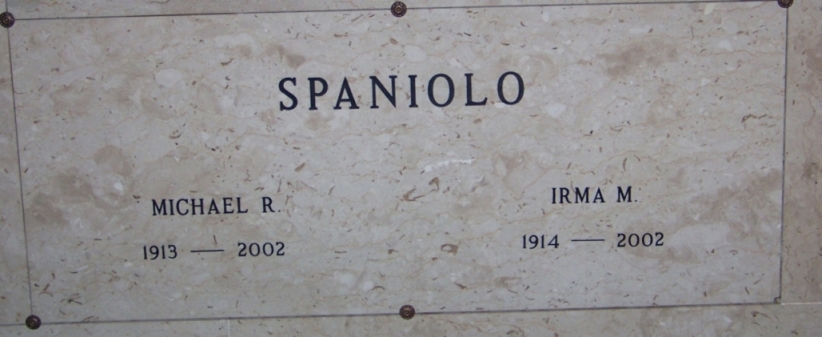 SPANIOLO
MICHAEL R. IRMA M.
1913 — 2002 1914 — 2002